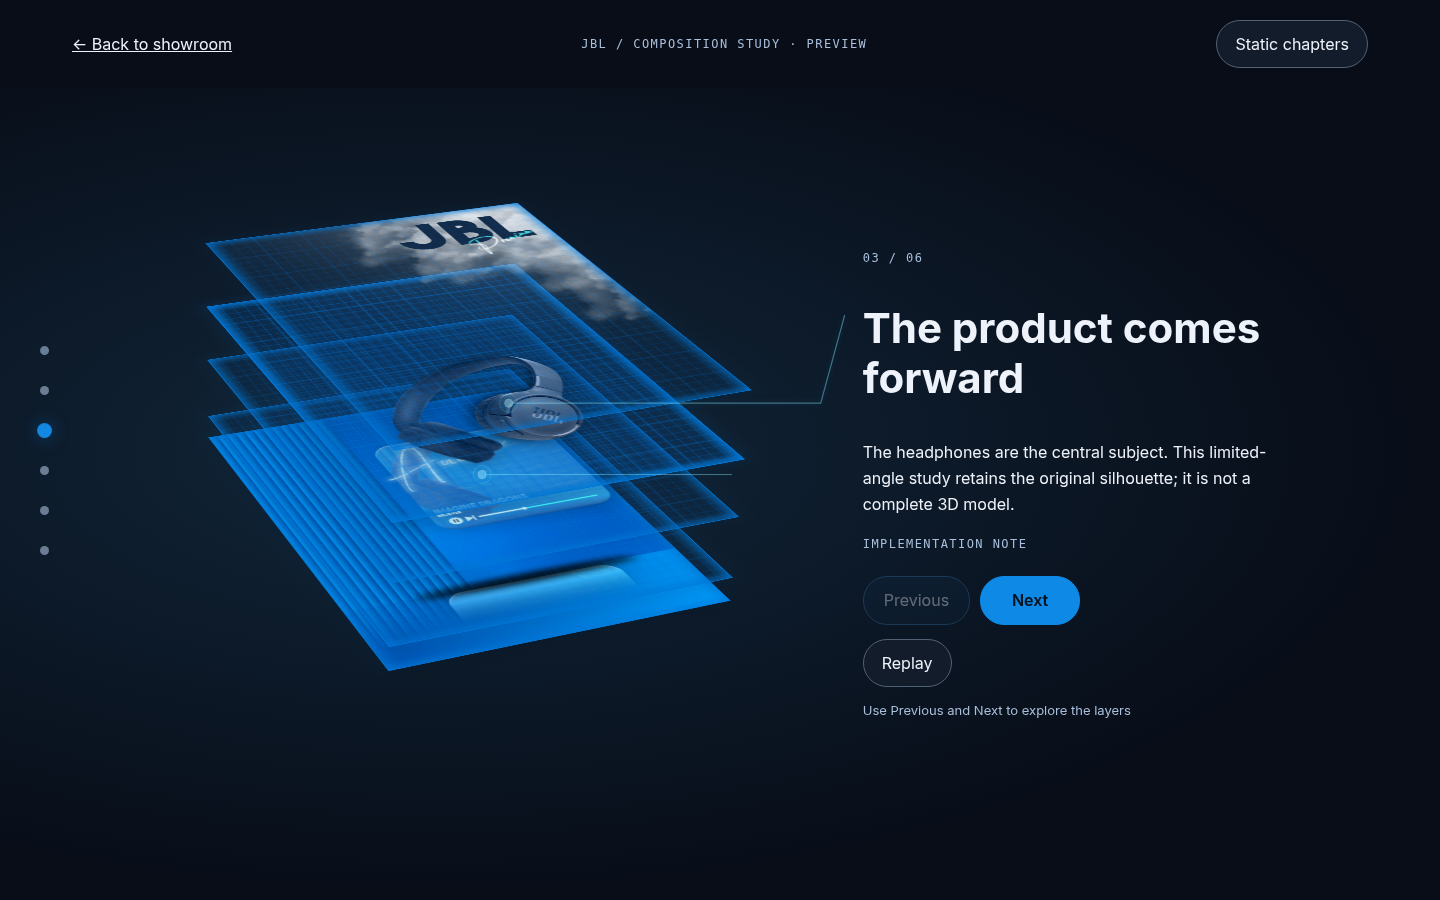 ← Back to showroom
JBL / COMPOSITION STUDY · PREVIEW
Static chapters
JBL
JBL
03 / 06
The product comes
forward
The headphones are the central subject. This limited-
angle study retains the original silhouette; it is not a
complete 3D model.
IMPLEMENTATION NOTE
Previous
Next
Replay
Use Previous and Next to explore the layers